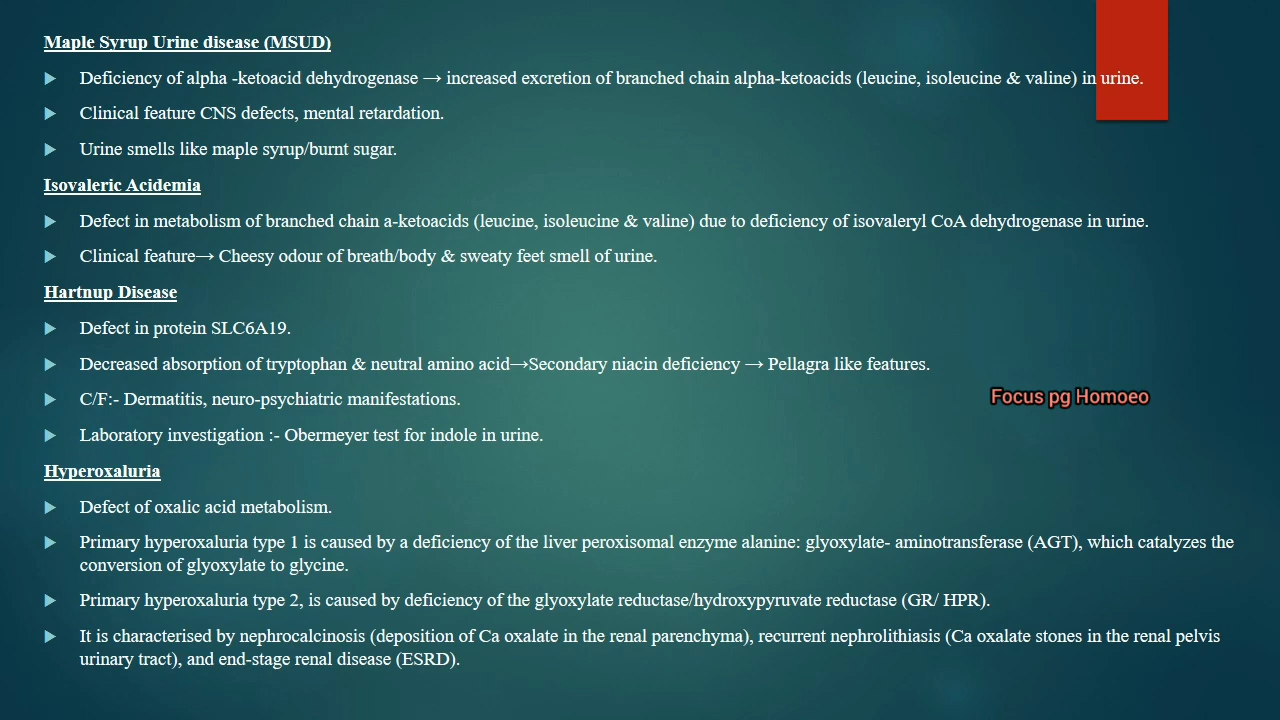 Maple Syrup Urine disease (MSUD)
Deficiency of alpha -ketoacid dehydrogenase → increased excretion of branched chain alpha-ketoacids (leucine, isoleucine & valine) in urine.
Clinical feature CNS defects, mental retardation.
Urine smells like maple syrup/burnt sugar.
Isovaleric Acidemia
Defect in metabolism of branched chain a-ketoacids (leucine, isoleucine & valine) due to deficiency of isovaleryl CoA dehydrogenase in urine.
Clinical feature→ Cheesy odour of breath/body & sweaty feet smell of urine.
Hartnup Disease
Defect in protein SLC6A19.
Decreased absorption of tryptophan & neutral amino acid→Secondary niacin deficiency → Pellagra like features.
C/F:- Dermatitis, neuro-psychiatric manifestations.
Focus pg Homoeo
Laboratory investigation :- Obermeyer test for indole in urine.
Hyperoxaluria
Defect of oxalic acid metabolism.
Primary hyperoxaluria type 1 is caused by a deficiency of the liver peroxisomal enzyme alanine: glyoxylate- aminotransferase (AGT), which catalyzes the
conversion of glyoxylate to glycine.
Primary hyperoxaluria type 2, is caused by deficiency of the glyoxylate reductase/hydroxypyruvate reductase (GR/ HPR).
It is characterised by nephrocalcinosis (deposition of Ca oxalate in the renal parenchyma), recurrent nephrolithiasis (Ca oxalate stones in the renal pelvis
urinary tract), and end-stage renal disease (ESRD).